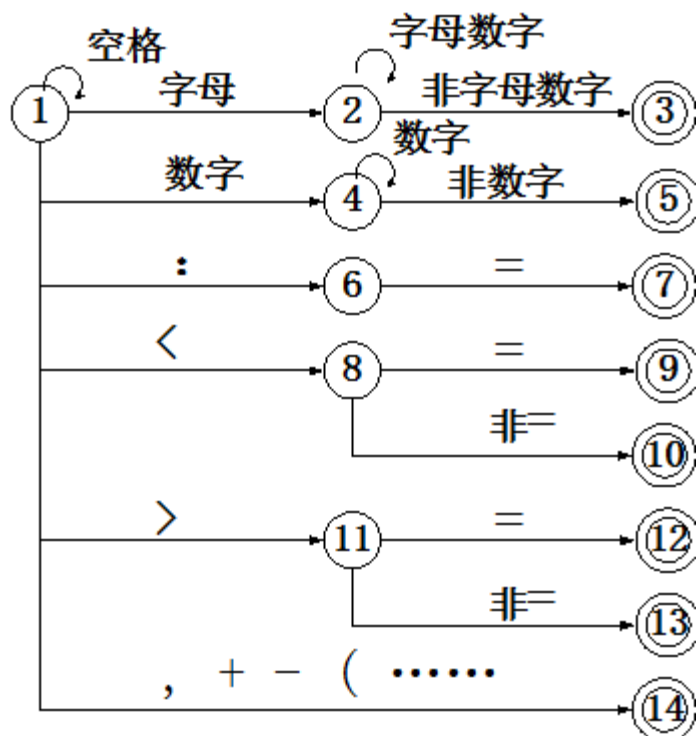 空格
字母数字
1 字母 2 非字母数字 3
数字
数字 4 非数字 5
: 6 = 7
< 8 = 9
非= 10
> 11 = 12
非= 13
, + - ( ······ 14